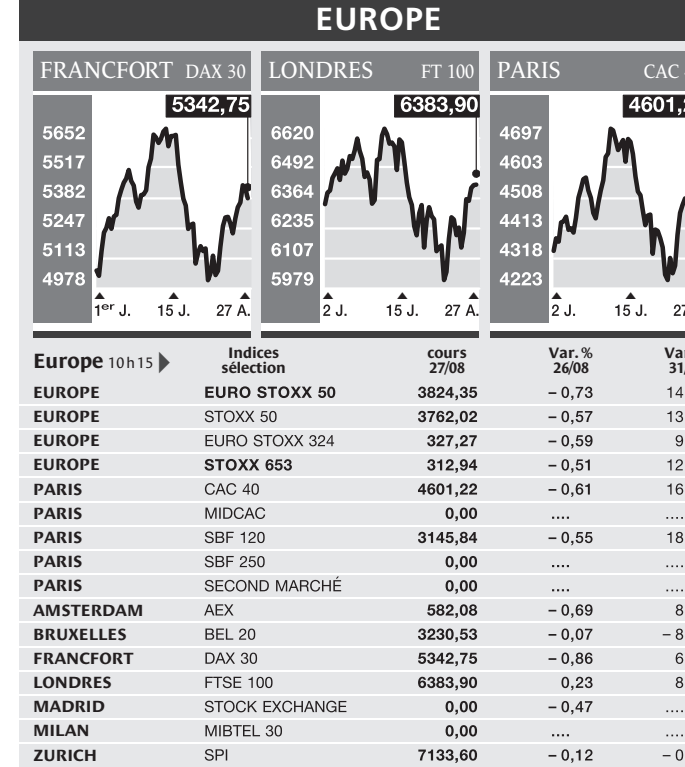 EUROPE
FRANCFORT DAX 30
5342,75
5652
5517
5382
5247
5113
4978
1er J. 15 J. 27 A.
LONDRES FT 100
6383,90
6620
6492
6364
6235
6107
5979
2 J. 15 J. 27 A.
PARIS CAC
4601,
4697
4603
4508
4413
4318
4223
2 J. 15 J. 27
Europe 10h15 Indices sélection cours 27/08 Var. % 26/08 Va 31/
EUROPE EURO STOXX 50 3824,35 – 0,73 14
EUROPE STOXX 50 3762,02 – 0,57 13
EUROPE EURO STOXX 324 327,27 – 0,59 9
EUROPE STOXX 653 312,94 – 0,51 12
PARIS CAC 40 4601,22 – 0,61 16
PARIS MIDCAC 0,00 .... ....
PARIS SBF 120 3145,84 – 0,55 18
PARIS SBF 250 0,00 .... ....
PARIS SECOND MARCHÉ 0,00 .... ....
AMSTERDAM AEX 582,08 – 0,69 8
BRUXELLES BEL 20 3230,53 – 0,07 – 8
FRANCFORT DAX 30 5342,75 – 0,86 6
LONDRES FTSE 100 6383,90 0,23 8
MADRID STOCK EXCHANGE 0,00 – 0,47 ....
MILAN MIBTEL 30 0,00 .... ....
ZURICH SPI 7133,60 – 0,12 – 0